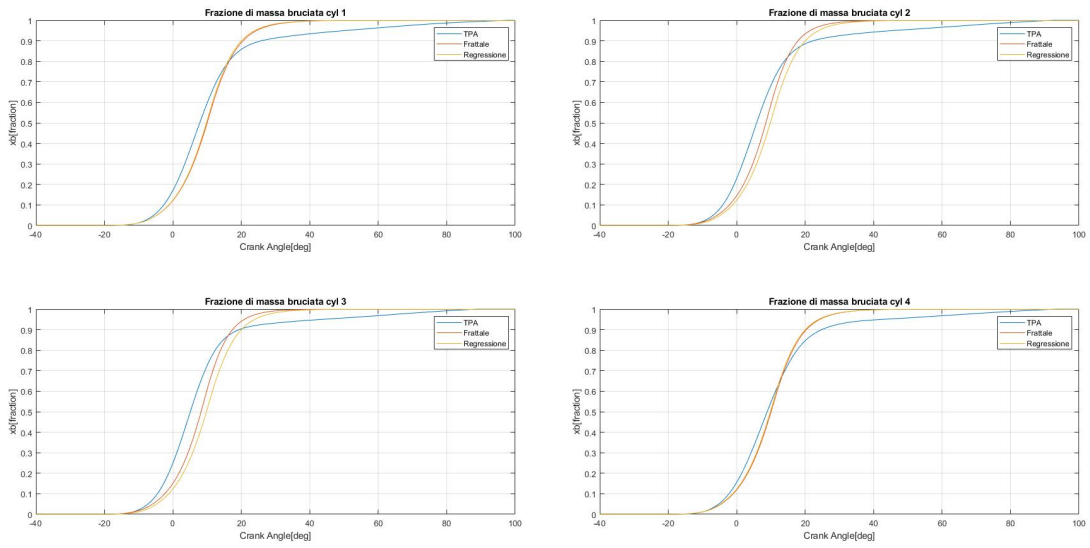 Frazione di massa bruciata cyl 1
1
0.9
0.8
0.7
0.6
0.5
0.4
0.3
0.2
0.1
0
xb[fraction]
TPA
Frattale
Regressione
-40 -20 0 20 40 60 80 100
Crank Angle[deg]
Frazione di massa bruciata cyl 2
1
0.9
0.8
0.7
0.6
0.5
0.4
0.3
0.2
0.1
0
xb[fraction]
TPA
Frattale
Regressione
-40 -20 0 20 40 60 80 100
Crank Angle[deg]
Frazione di massa bruciata cyl 3
1
0.9
0.8
0.7
0.6
0.5
0.4
0.3
0.2
0.1
0
xb[fraction]
TPA
Frattale
Regressione
-40 -20 0 20 40 60 80 100
Crank Angle[deg]
Frazione di massa bruciata cyl 4
1
0.9
0.8
0.7
0.6
0.5
0.4
0.3
0.2
0.1
0
xb[fraction]
TPA
Frattale
Regressione
-40 -20 0 20 40 60 80 100
Crank Angle[deg]